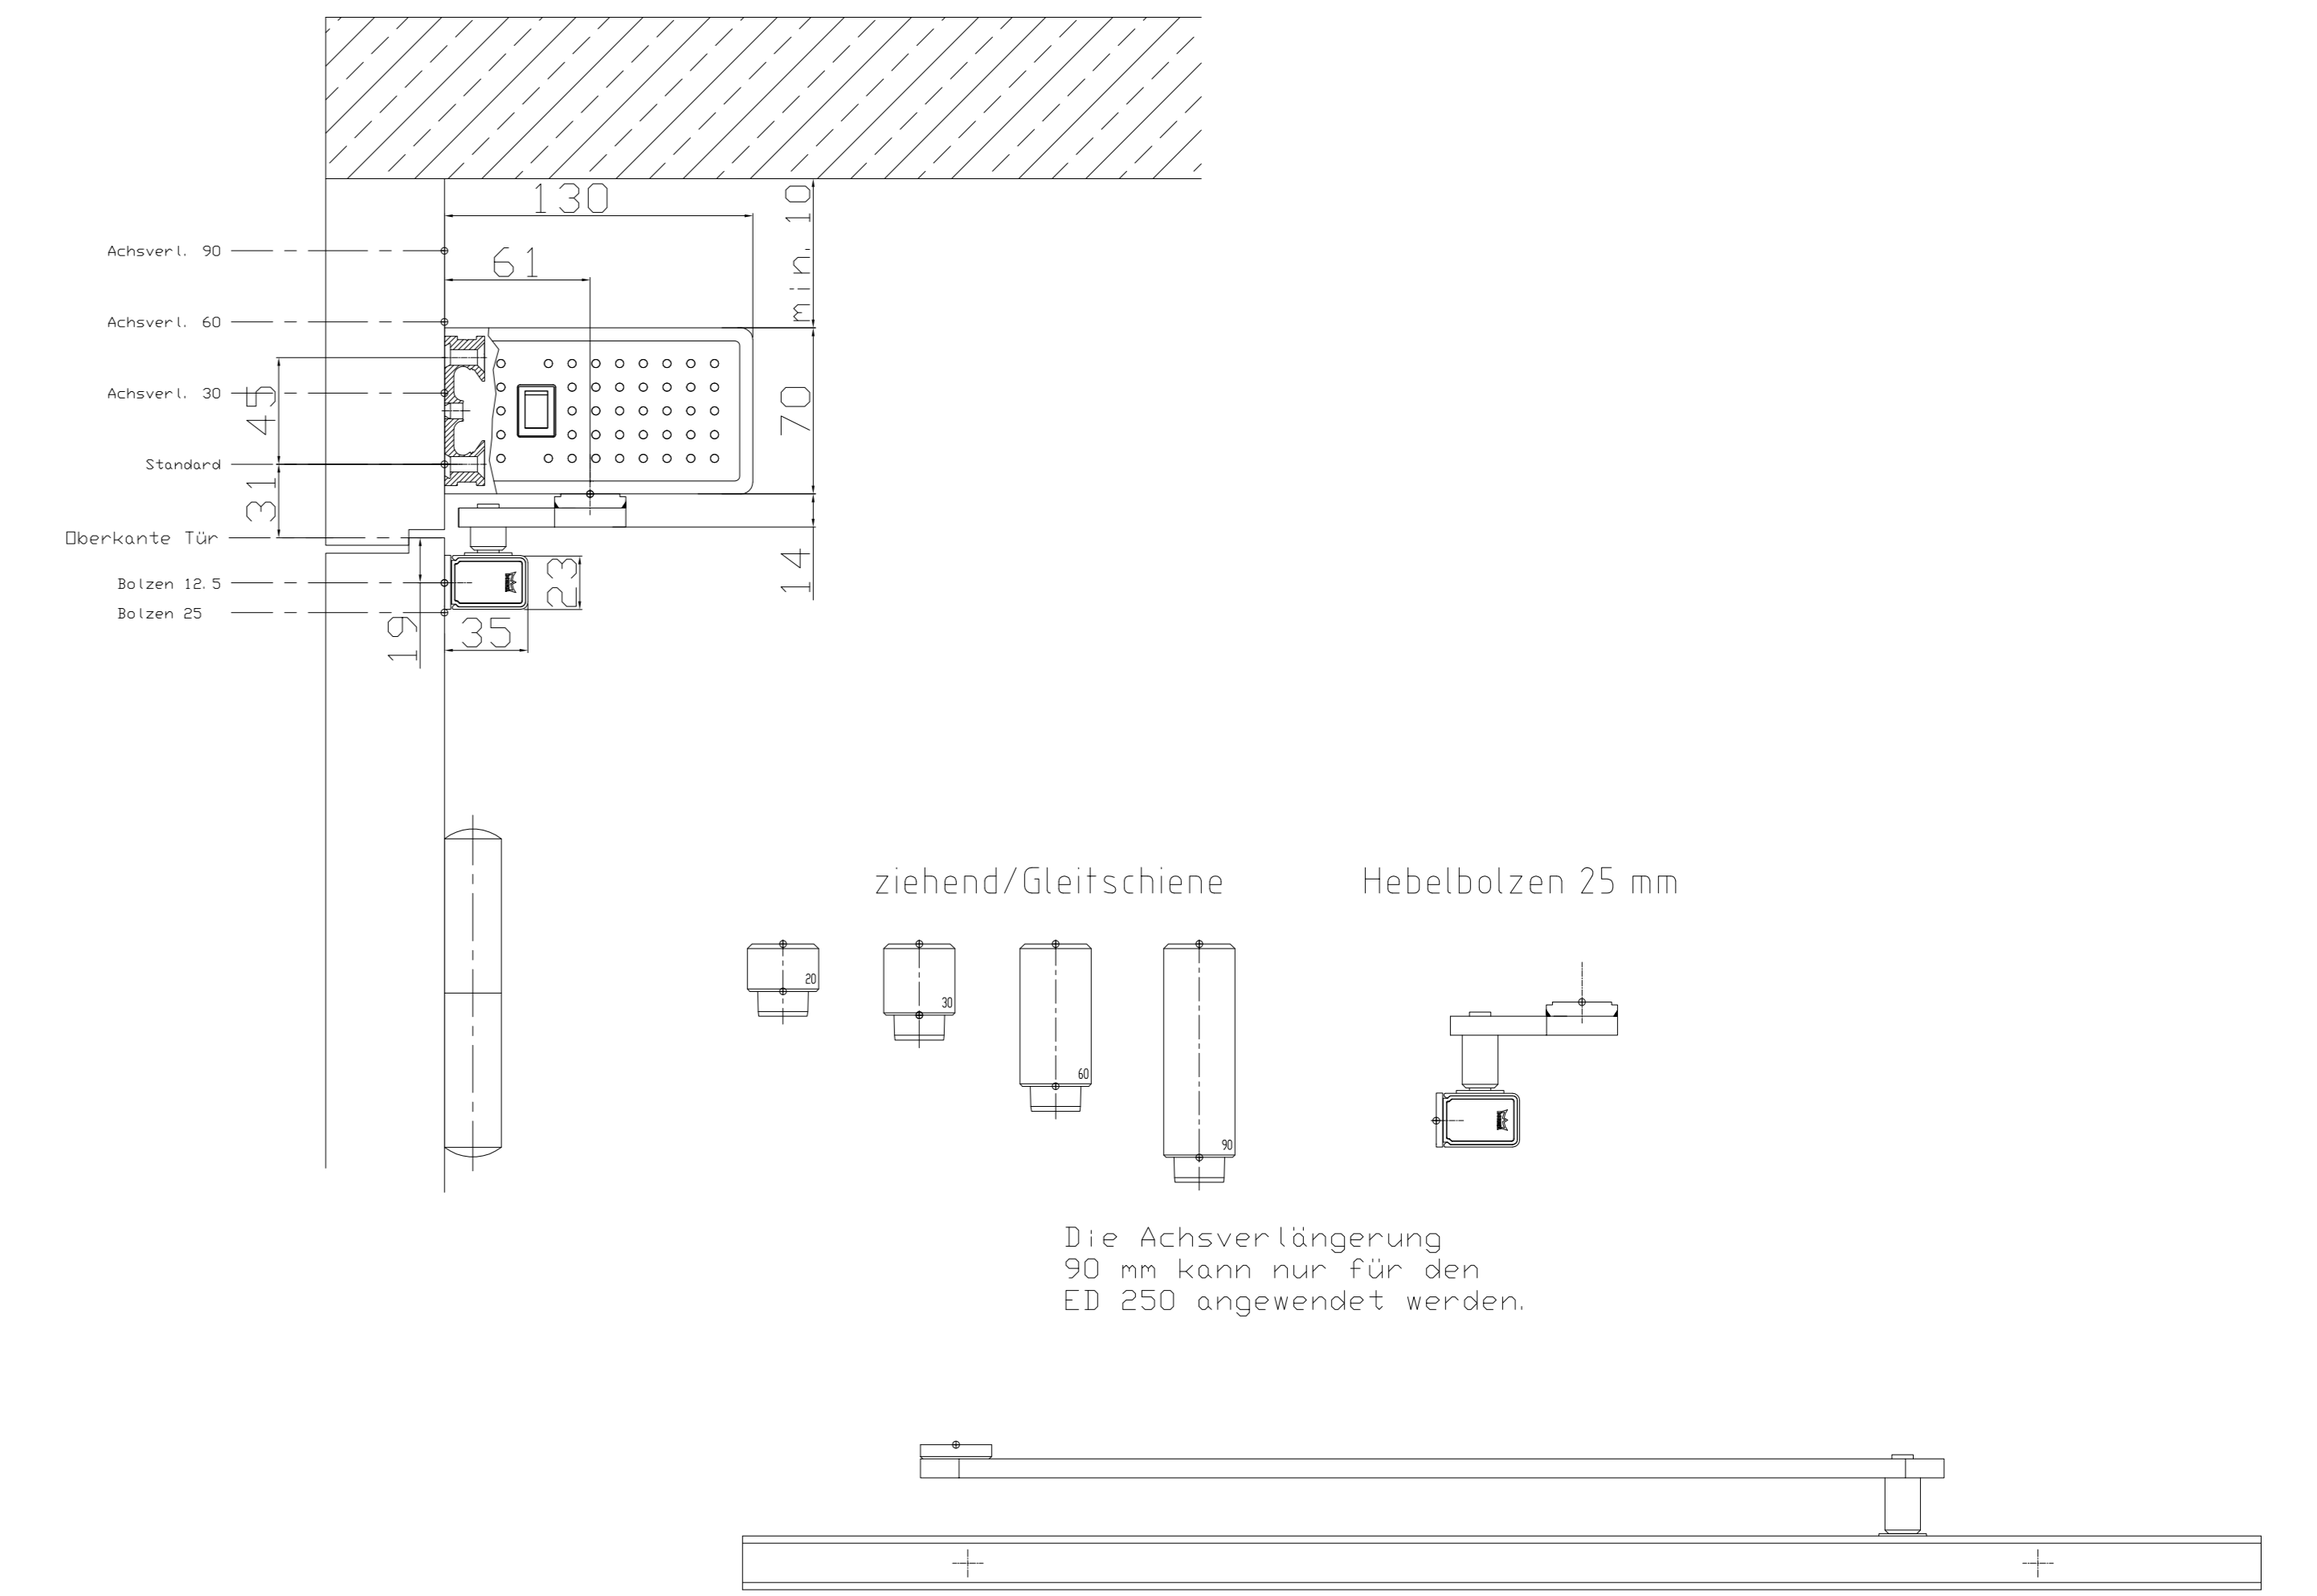 130
min. 10
Achsverl. 90
61
Achsverl. 60
Achsverl. 30
45
70
Standard
31
Oberkante Tür
14
Bolzen 12.5
23
Bolzen 25
19
35
ziehend/Gleitschiene
Hebelbolzen 25 mm
20
30
60
90
Die Achsverlängerung
90 mm kann nur für den
ED 250 angewendet werden.